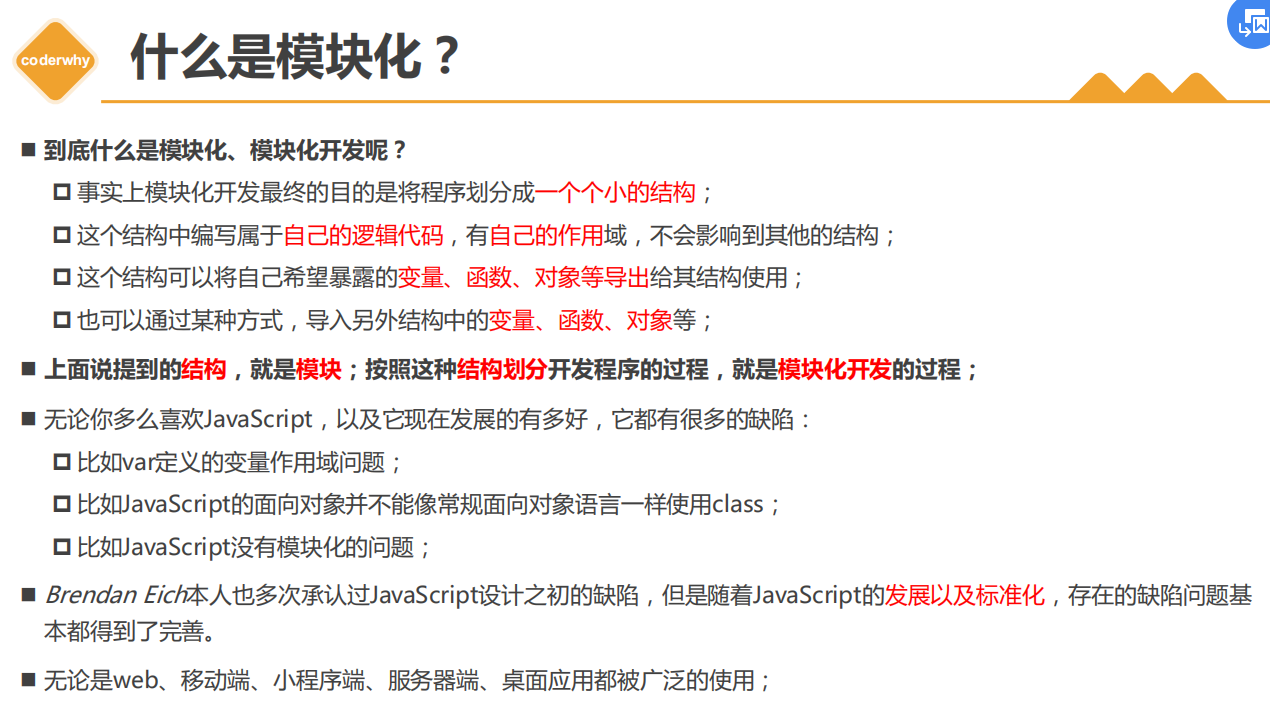 coderwhy
什么是模块化？
■ 到底什么是模块化、模块化开发呢？
事实上模块化开发最终的目的是将程序划分成一个个小的结构；
这个结构中编写属于自己的逻辑代码，有自己的作用域，不会影响到其他的结构；
这个结构可以将自己希望暴露的变量、函数、对象等导出给其结构使用；
也可以通过某种方式，导入另外结构中的变量、函数、对象等；
■ 上面说提到的结构，就是模块；按照这种结构划分开发程序的过程，就是模块化开发的过程；
■ 无论你多么喜欢JavaScript，以及它现在发展的有多好，它都有很多的缺陷：
比如var定义的变量作用域问题；
比如JavaScript的面向对象并不能像常规面向对象语言一样使用class；
比如JavaScript没有模块化的问题；
■ Brendan Eich本人也多次承认过JavaScript设计之初的缺陷，但是随着JavaScript的发展以及标准化，存在的缺陷问题基
本都得到了完善。
■ 无论是web、移动端、小程序端、服务器端、桌面应用都被广泛的使用；